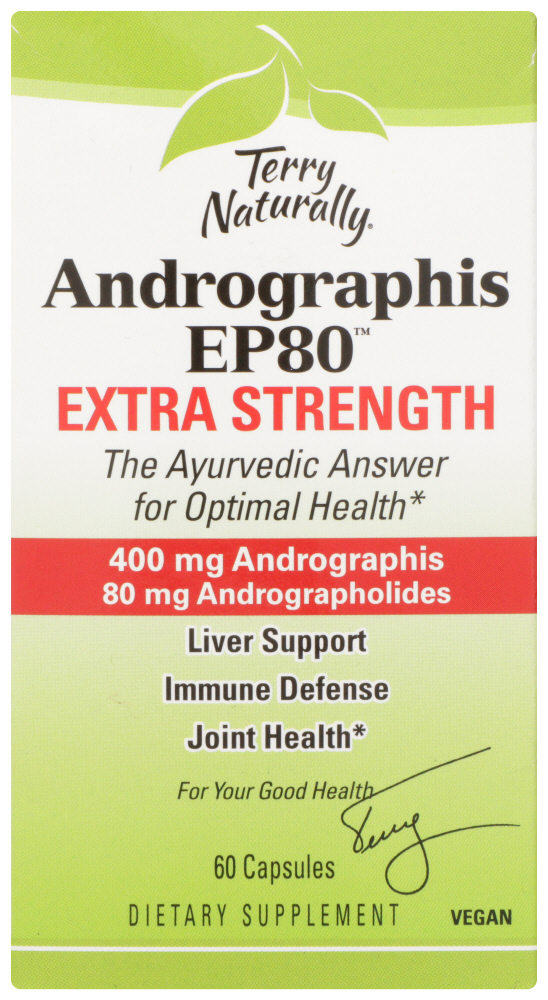 Terry
Naturally®
Andrographis
EP80™
EXTRA STRENGTH
The Ayurvedic Answer
for Optimal Health*
400 mg Andrographis
80 mg Andrographolides
Liver Support
Immune Defense
Joint Health*
For Your Good Health,
Terry
60 Capsules
DIETARY SUPPLEMENT
VEGAN